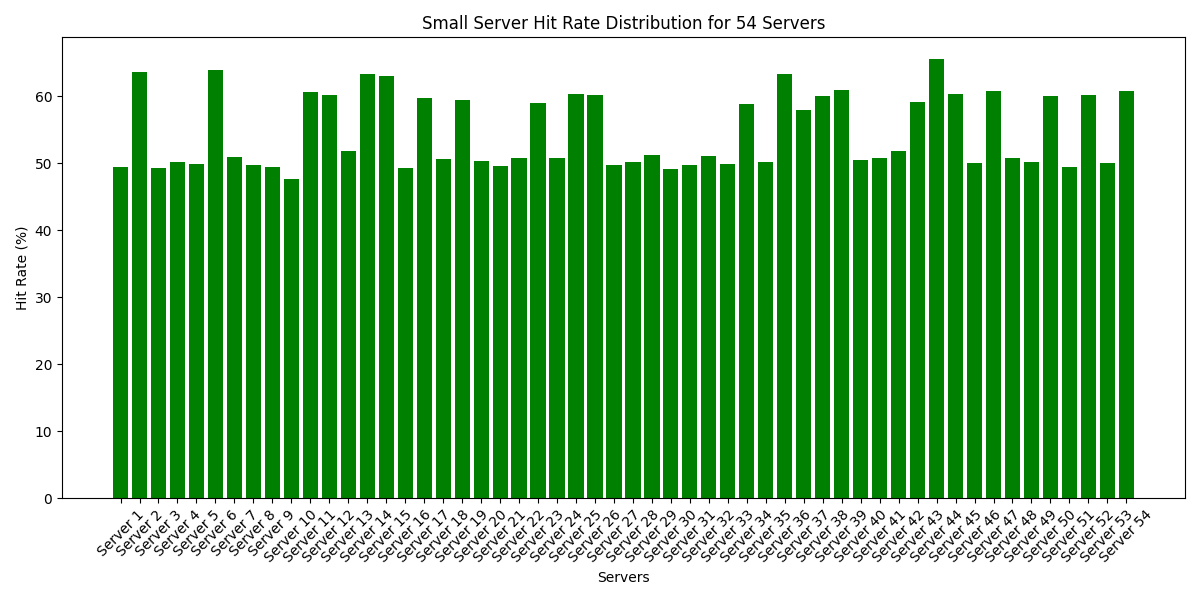 Small Server Hit Rate Distribution for 54 Servers
Hit Rate (%)
60
50
40
30
20
10
0
Server 1
Server 2
Server 3
Server 4
Server 5
Server 6
Server 7
Server 8
Server 9
Server 10
Server 11
Server 12
Server 13
Server 14
Server 15
Server 16
Server 17
Server 18
Server 19
Server 20
Server 21
Server 22
Server 23
Server 24
Server 25
Server 26
Server 27
Server 28
Server 29
Server 30
Server 31
Server 32
Server 33
Server 34
Server 35
Server 36
Server 37
Server 38
Server 39
Server 40
Server 41
Server 42
Server 43
Server 44
Server 45
Server 46
Server 47
Server 48
Server 49
Server 50
Server 51
Server 52
Server 53
Server 54
Servers